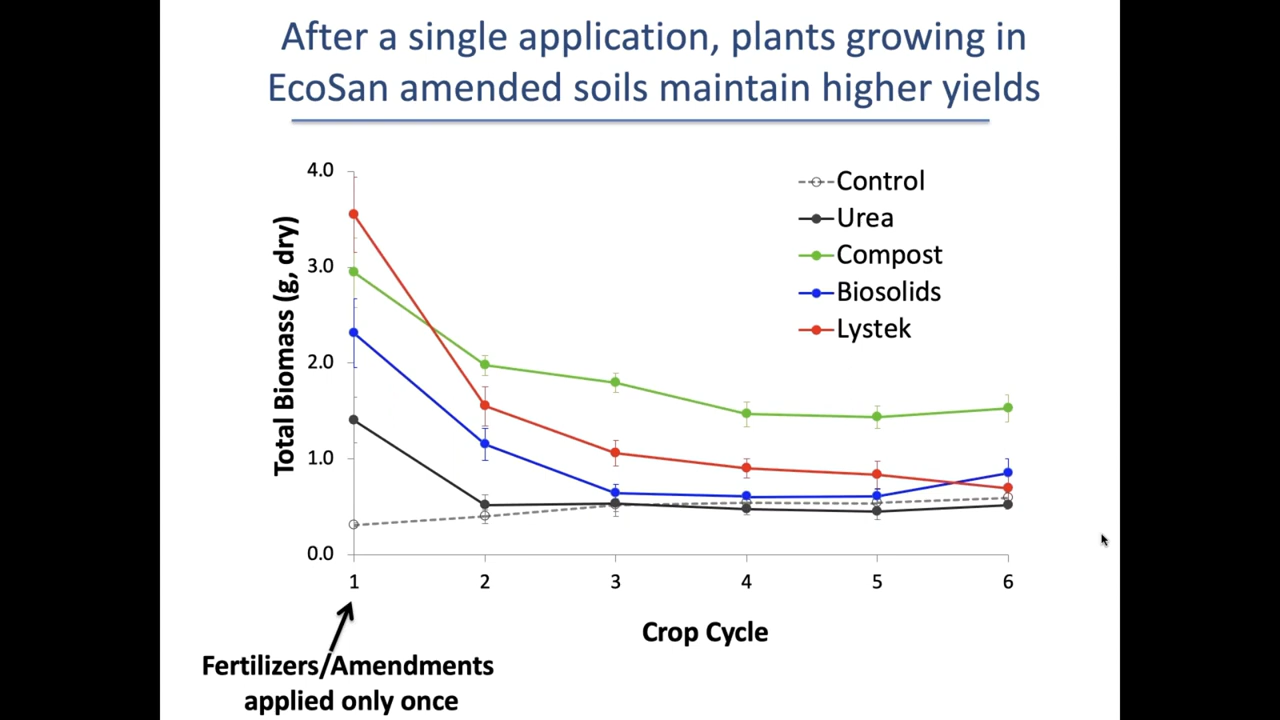 After a single application, plants growing in
EcoSan amended soils maintain higher yields
Control
Urea
Compost
Biosolids
Lystek
Total Biomass (g, dry)
4.0
3.0
2.0
1.0
0.0
1 2 3 4 5 6
Crop Cycle
Fertilizers/Amendments
applied only once